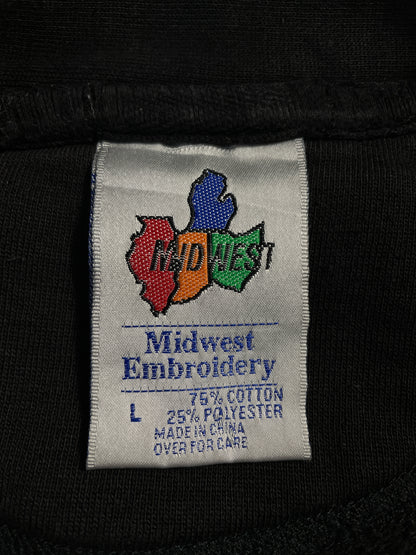 MIDWEST
Midwest
Embroidery
L
75% COTTON
25% POLYESTER
MADE IN CHINA
OVER FOR CARE